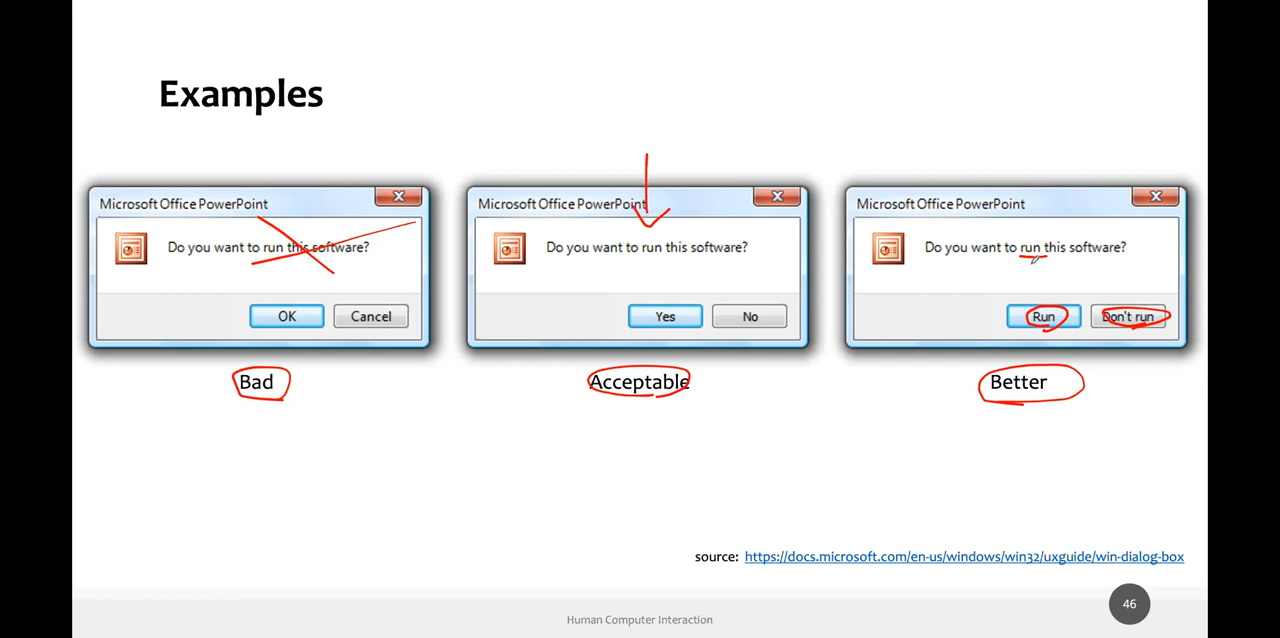 Examples
Microsoft Office PowerPoint
Do you want to run this software?
OK
Cancel
Bad
Microsoft Office PowerPoint
Do you want to run this software?
Yes
No
Acceptable
Microsoft Office PowerPoint
Do you want to run this software?
Run
Don't run
Better
source: https://docs.microsoft.com/en-us/windows/win32/uxguide/win-dialog-box
Human Computer Interaction
46